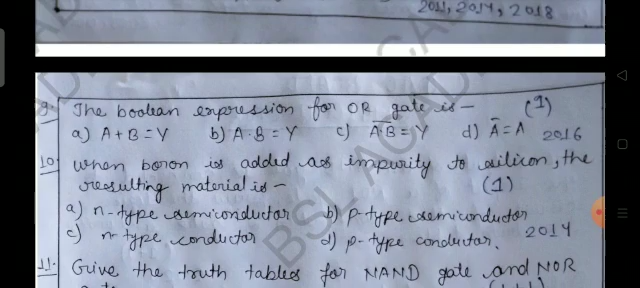 2011, 2014, 2018
9. The boolean expression for OR gate is - (1)
a) A+B=Y b) A·B=Y c) A̅B̅=Y d) A̅=A 2016
10. When boron is added as impurity to silicon, the
resulting material is - (1)
a) n-type semiconductor b) p-type semiconductor
c) n-type conductor d) p-type conductor. 2014
11. Give the truth tables for NAND gate and NOR
BSL ACADE